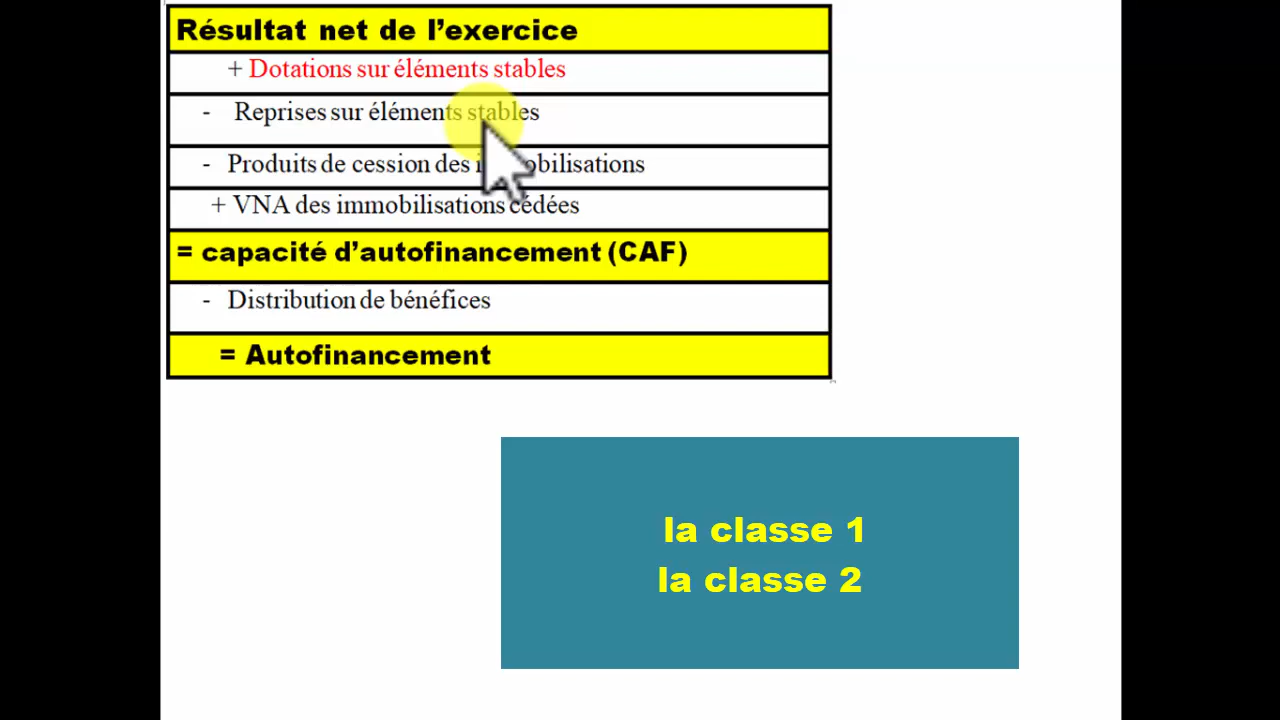 Résultat net de l’exercice
+ Dotations sur éléments stables
- Reprises sur éléments stables
- Produits de cession des immobilisations
+ VNA des immobilisations cédées
= capacité d’autofinancement (CAF)
- Distribution de bénéfices
= Autofinancement
la classe 1
la classe 2